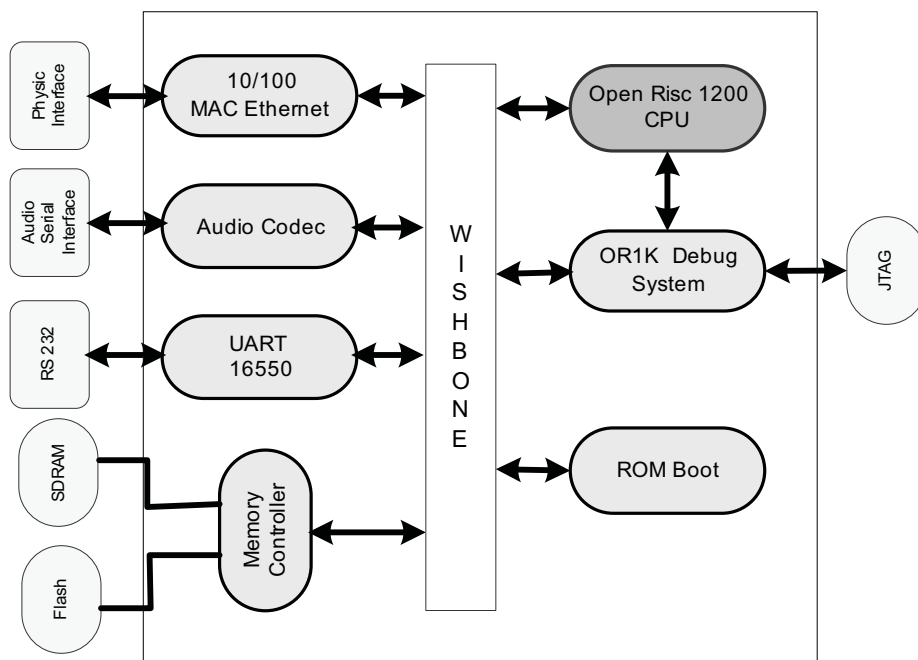 Physic
Interface
10/100
MAC Ethernet
Open Risc 1200
CPU
Audio
Serial
Interface
Audio Codec
W
I
S
H
B
O
N
E
OR1K Debug
System
JTAG
RS 232
UART
16550
SDRAM
Memory
Controller
ROM Boot
Flash